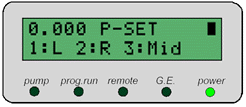 0.000 P-SET
1:L 2:R 3:Mid
pump prog.run remote G.E. power